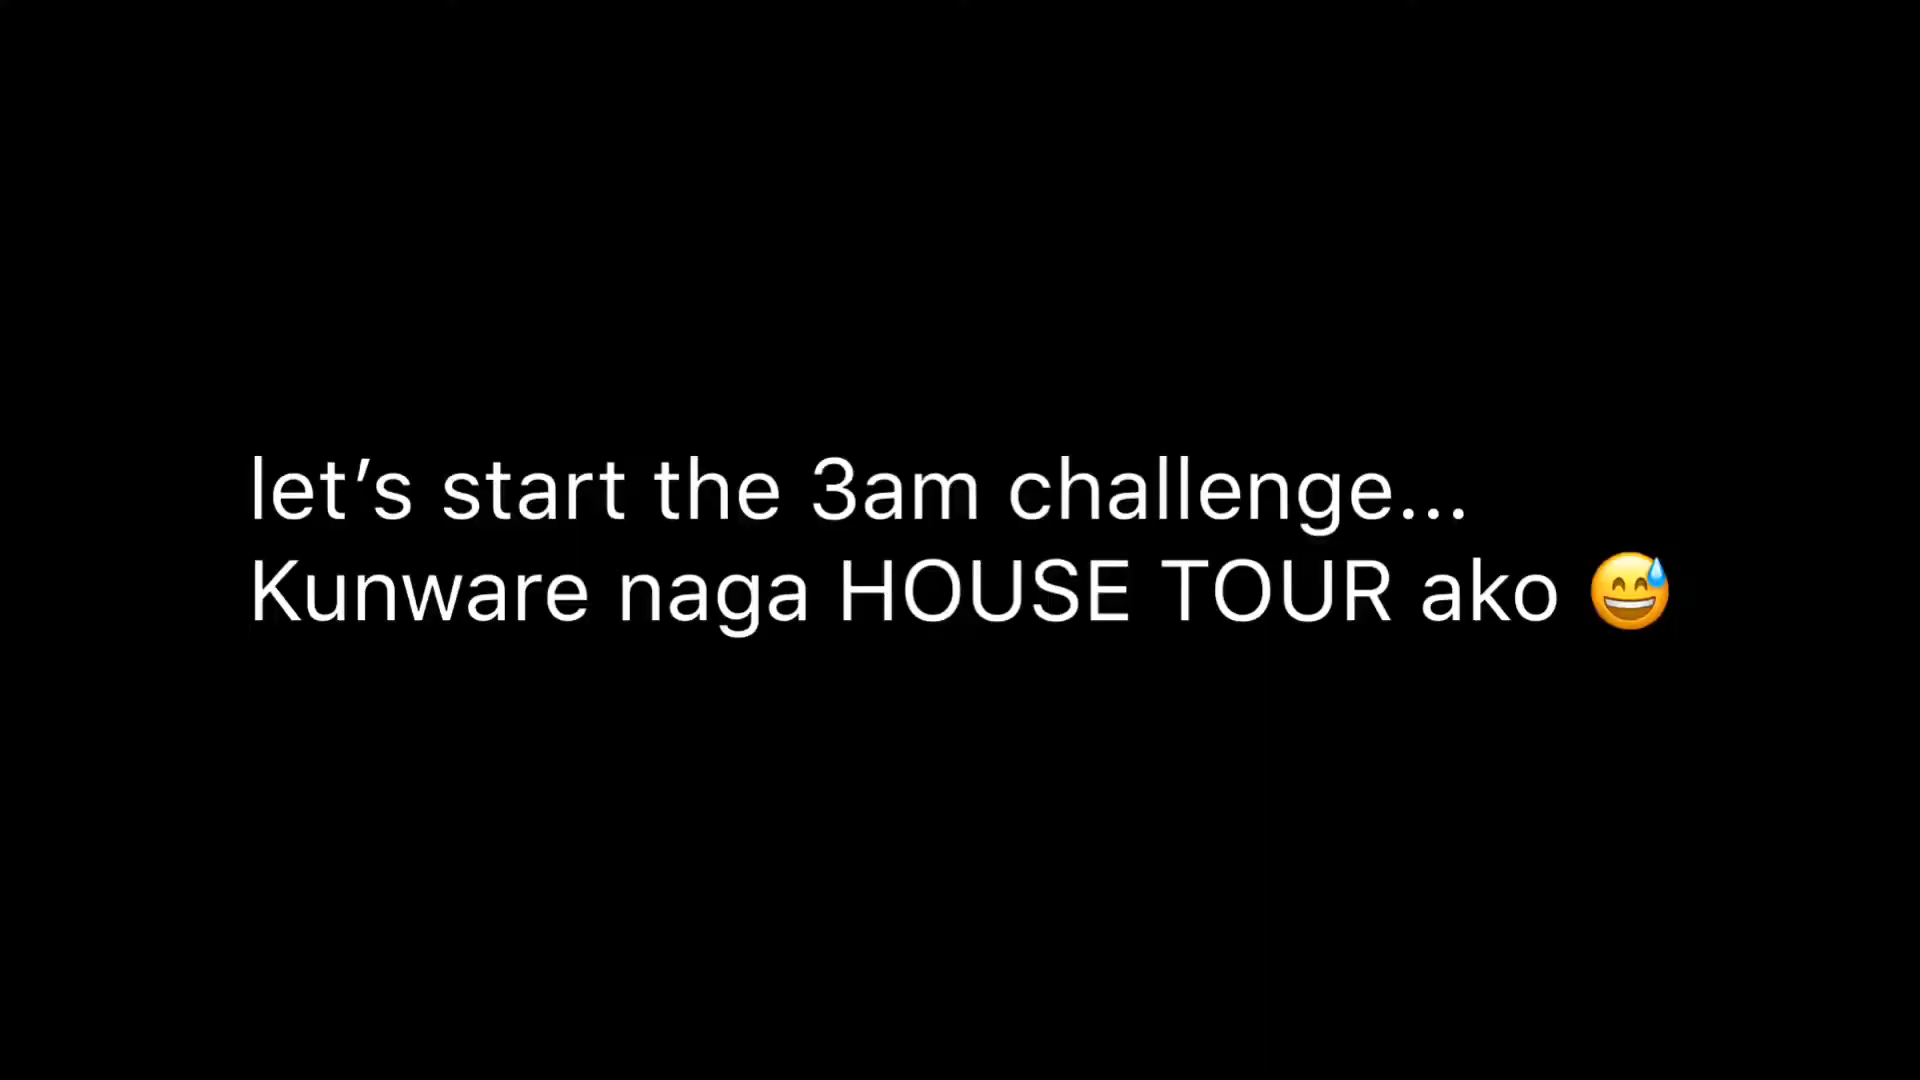 let’s start the 3am challenge...
Kunware naga HOUSE TOUR ako 😅